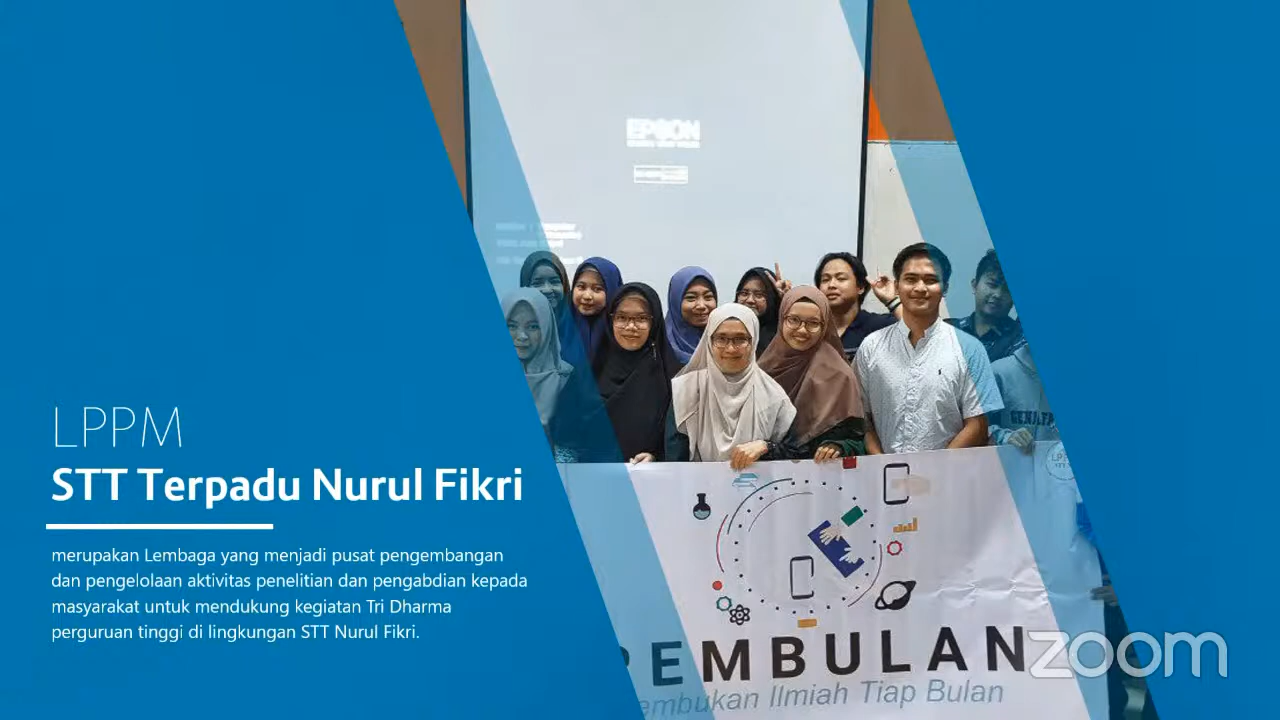 EPSON
LPPM
STT Terpadu Nurul Fikri
merupakan Lembaga yang menjadi pusat pengembangan
dan pengelolaan aktivitas penelitian dan pengabdian kepada
masyarakat untuk mendukung kegiatan Tri Dharma
perguruan tinggi di lingkungan STT Nurul Fikri.
PEMBULAN
embukan Ilmiah Tiap Bulan
zoom